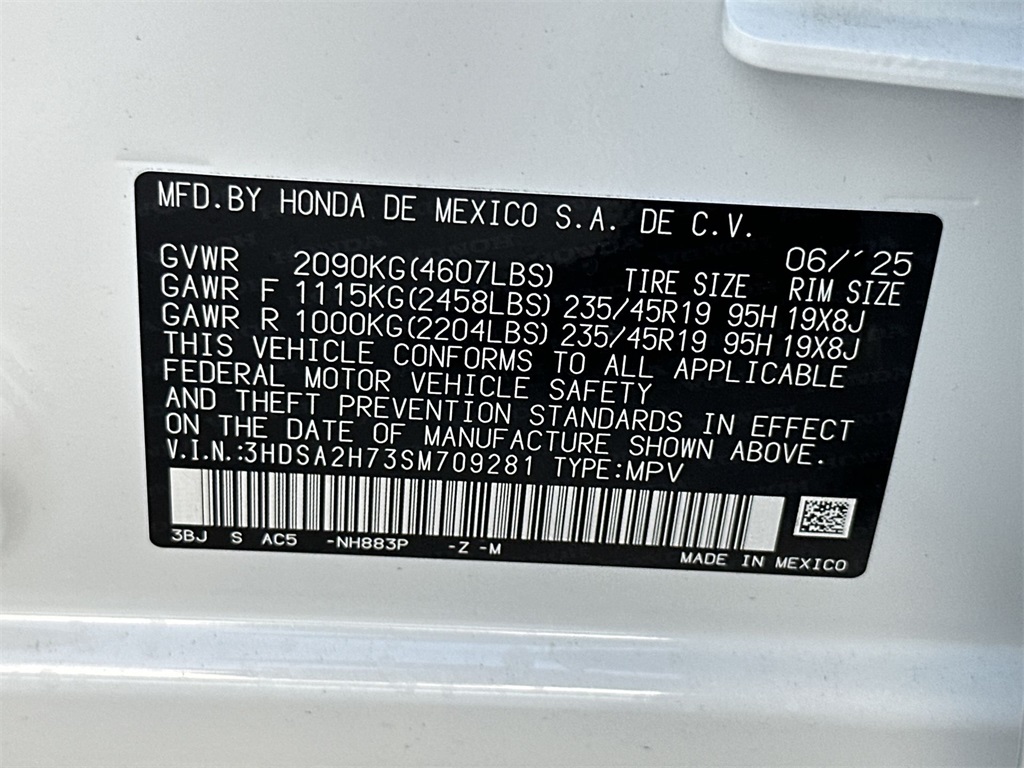 MFD.BY HONDA DE MEXICO S.A. DE C.V.
06/'25
GVWR 2090KG(4607LBS) TIRE SIZE RIM SIZE
GAWR F 1115KG(2458LBS) 235/45R19 95H 19X8J
GAWR R 1000KG(2204LBS) 235/45R19 95H 19X8J
THIS VEHICLE CONFORMS TO ALL APPLICABLE
FEDERAL MOTOR VEHICLE SAFETY
AND THEFT PREVENTION STANDARDS IN EFFECT
ON THE DATE OF MANUFACTURE SHOWN ABOVE.
V.I.N.:3HDSA2H73SM709281 TYPE:MPV
3BJ S AC5 -NH883P -Z -M
MADE IN MEXICO